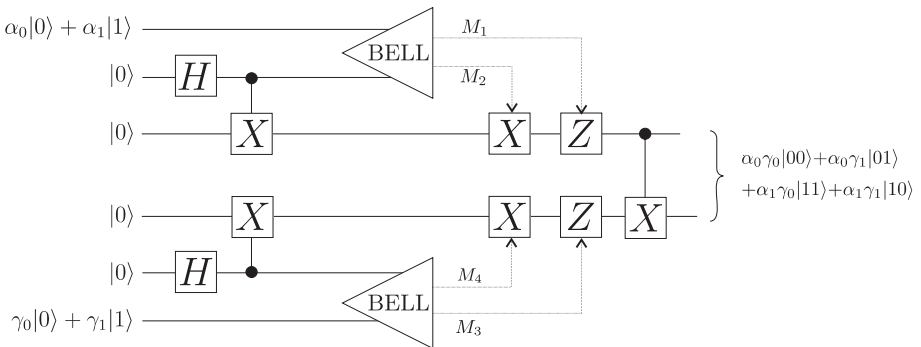 α₀|0⟩ + α₁|1⟩
BELL
M₁
M₂
|0⟩
H
|0⟩
X
X
Z
α₀γ₀|00⟩+α₀γ₁|01⟩
+α₁γ₀|11⟩+α₁γ₁|10⟩
|0⟩
X
X
Z
X
|0⟩
H
BELL
M₄
M₃
γ₀|0⟩ + γ₁|1⟩